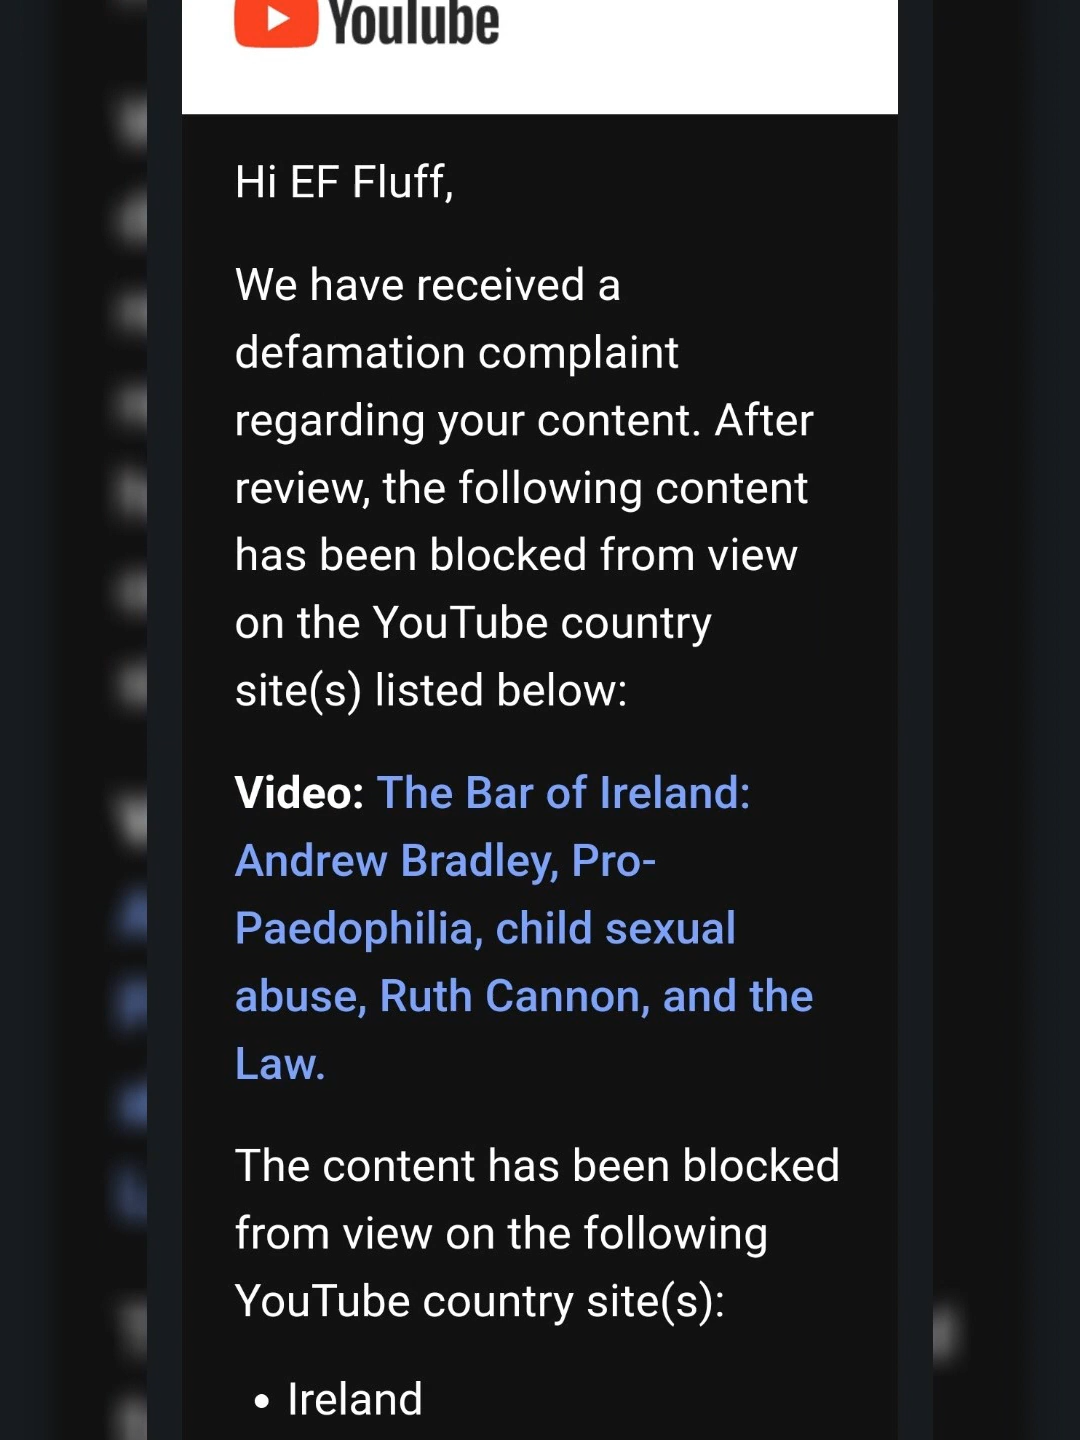 YouTube
Hi EF Fluff,
We have received a
defamation complaint
regarding your content. After
review, the following content
has been blocked from view
on the YouTube country
site(s) listed below:
Video: The Bar of Ireland:
Andrew Bradley, Pro-
Paedophilia, child sexual
abuse, Ruth Cannon, and the
Law.
The content has been blocked
from view on the following
YouTube country site(s):
• Ireland